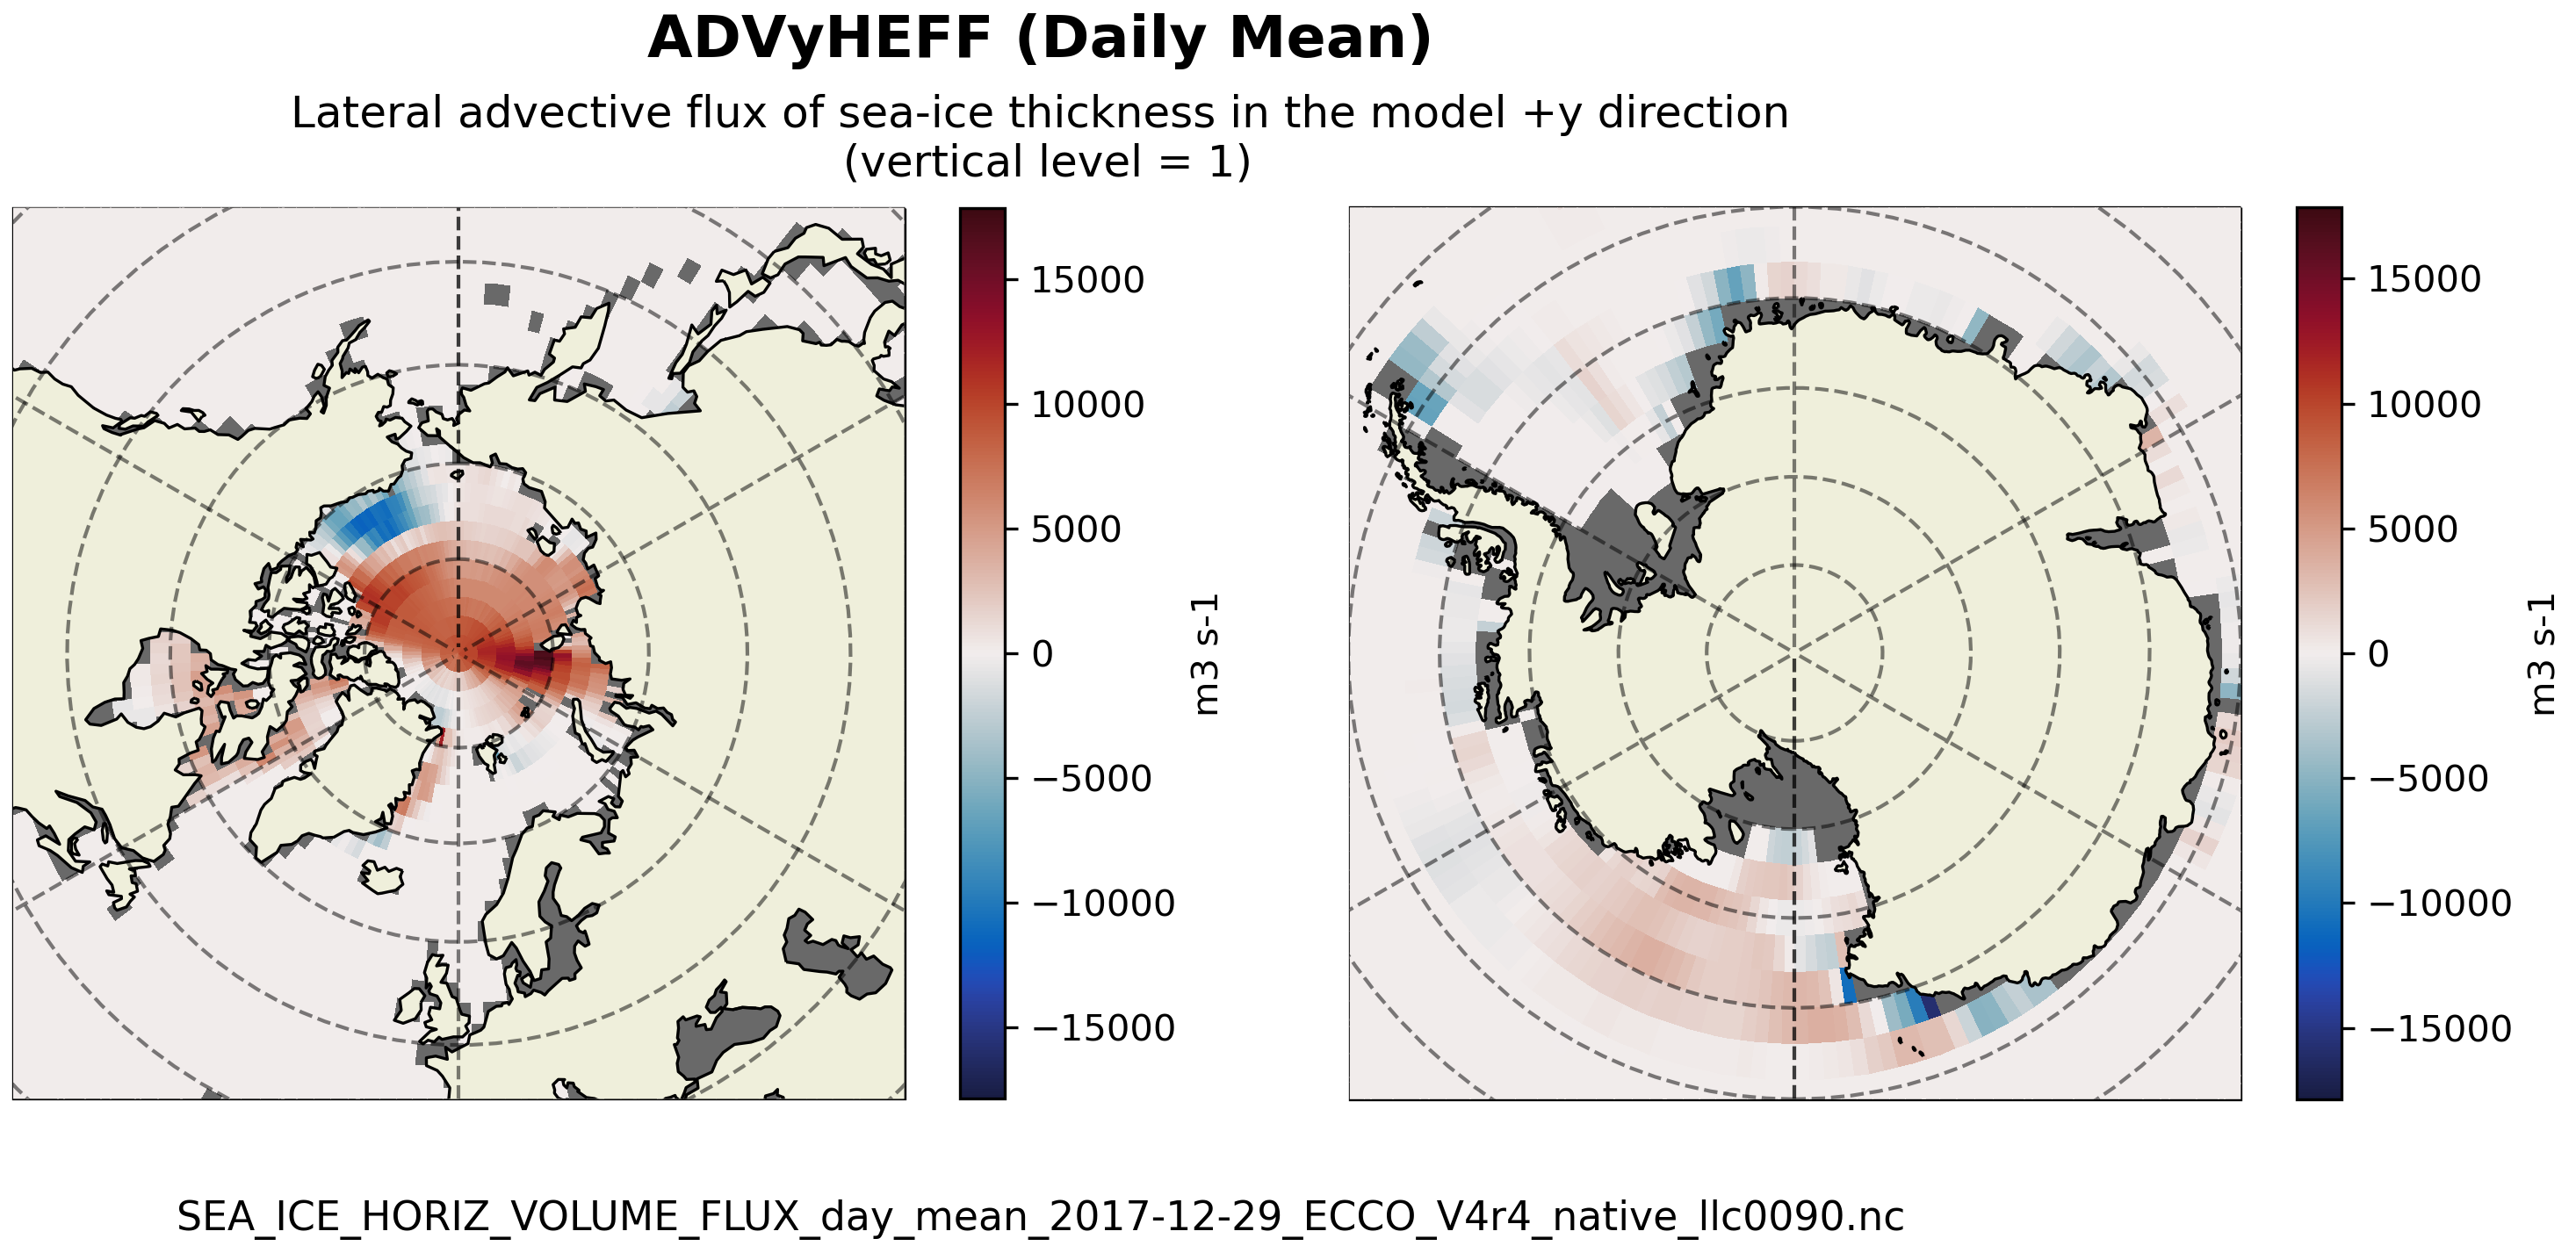 ADVyHEFF (Daily Mean)
Lateral advective flux of sea-ice thickness in the model +y direction
(vertical level = 1)
15000
10000
5000
0
−5000
−10000
−15000
m3 s-1
15000
10000
5000
0
−5000
−10000
−15000
m3 s-1
SEA_ICE_HORIZ_VOLUME_FLUX_day_mean_2017-12-29_ECCO_V4r4_native_llc0090.nc